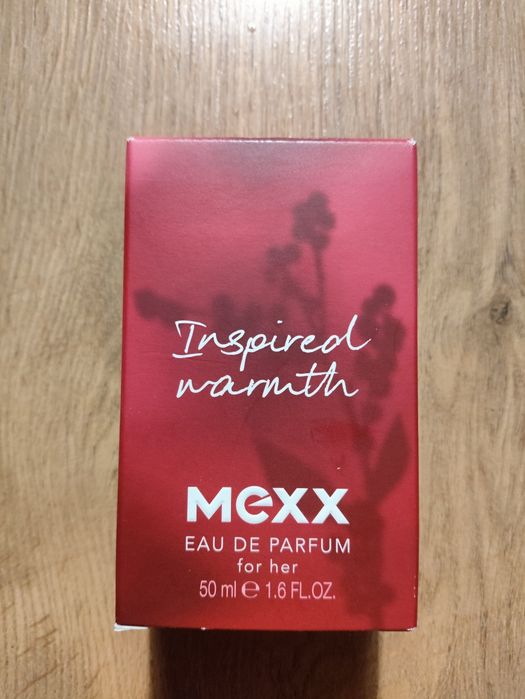 Inspired
warmth
MEXX
EAU DE PARFUM
for her
50 ml ℮ 1.6 FL.OZ.